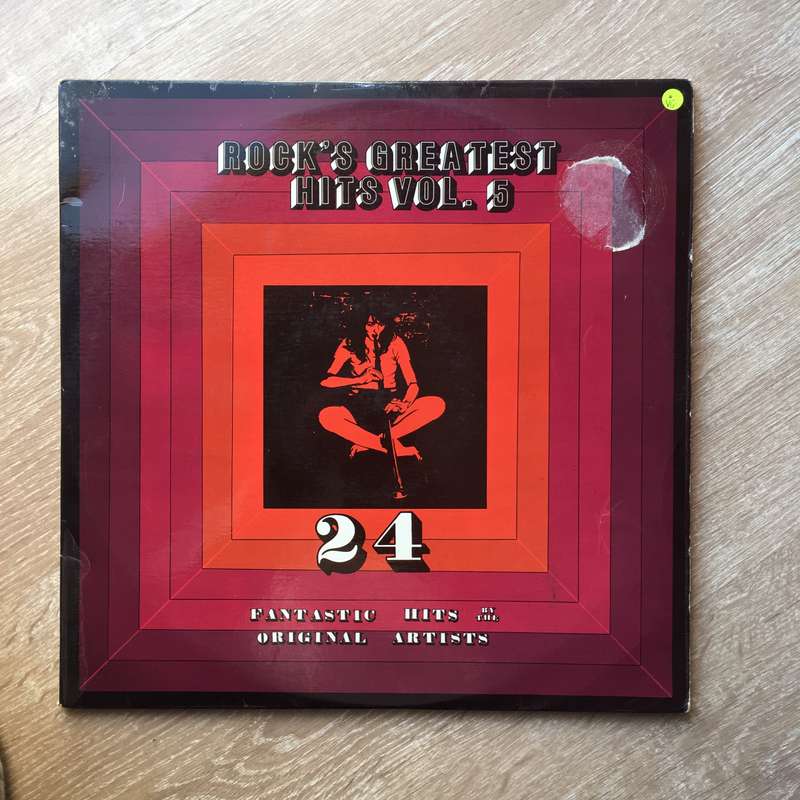 ROCK'S GREATEST
HITS VOL. 5
24
FANTASTIC HITS BY THE
ORIGINAL ARTISTS